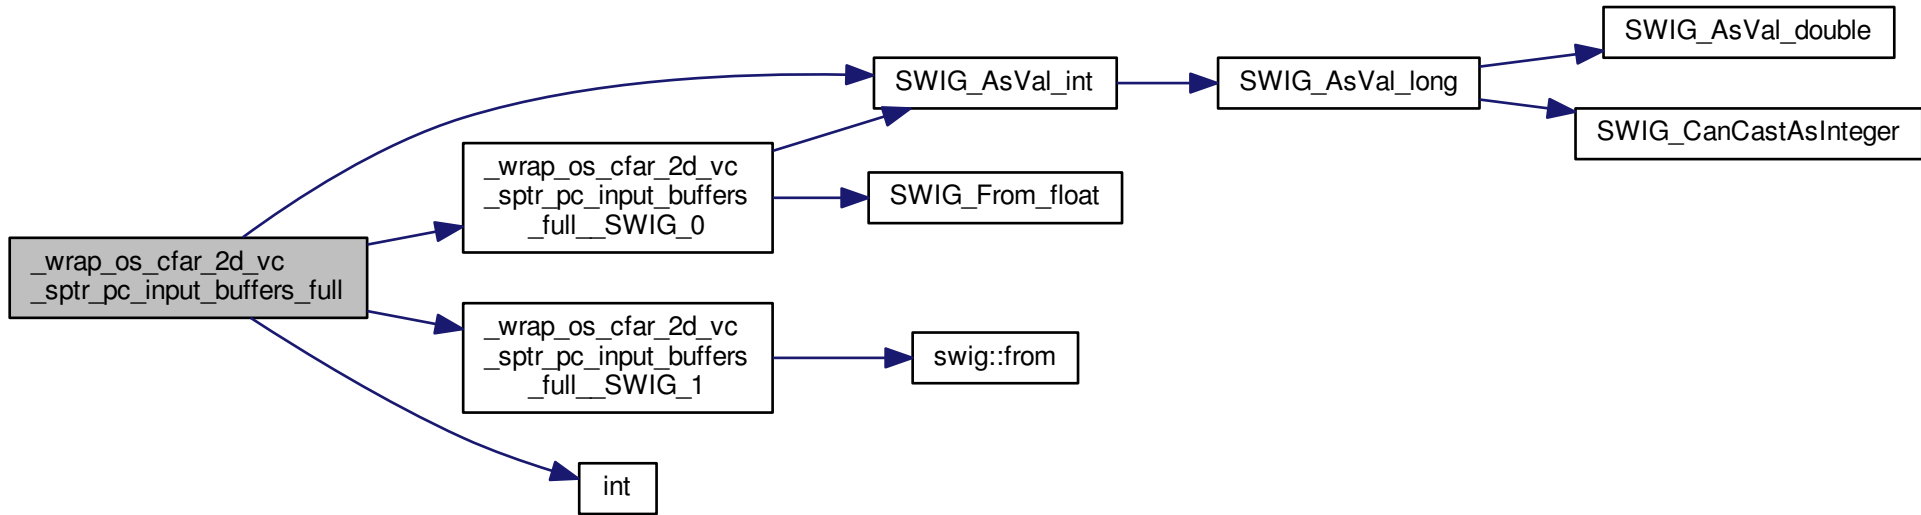 _wrap_os_cfar_2d_vc
_sptr_pc_input_buffers_full
_wrap_os_cfar_2d_vc
_sptr_pc_input_buffers
_full__SWIG_0
_wrap_os_cfar_2d_vc
_sptr_pc_input_buffers
_full__SWIG_1
int
SWIG_AsVal_int
SWIG_From_float
swig::from
SWIG_AsVal_long
SWIG_AsVal_double
SWIG_CanCastAsInteger